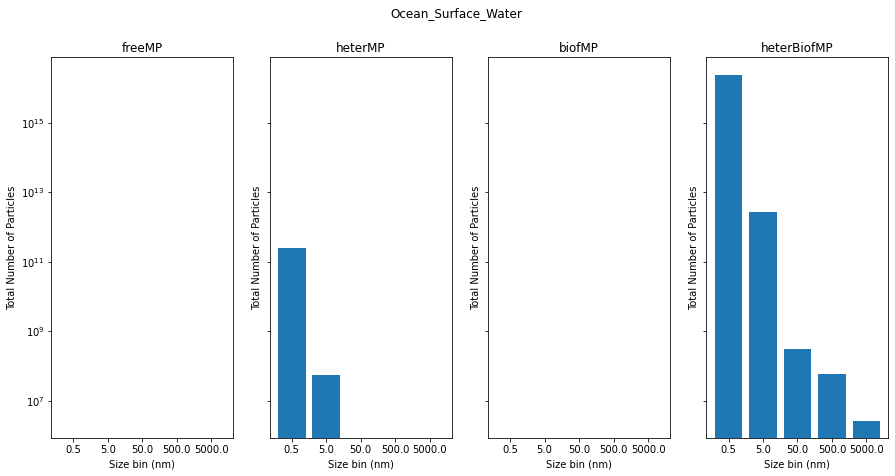 Ocean_Surface_Water
freeMP
heterMP
biofMP
heterBiofMP
Total Number of Particles
10^15
10^13
10^11
10^9
10^7
0.5 5.0 50.0 500.0 5000.0
Size bin (nm)
Total Number of Particles
0.5 5.0 50.0 500.0 5000.0
Size bin (nm)
Total Number of Particles
0.5 5.0 50.0 500.0 5000.0
Size bin (nm)
Total Number of Particles
0.5 5.0 50.0 500.0 5000.0
Size bin (nm)